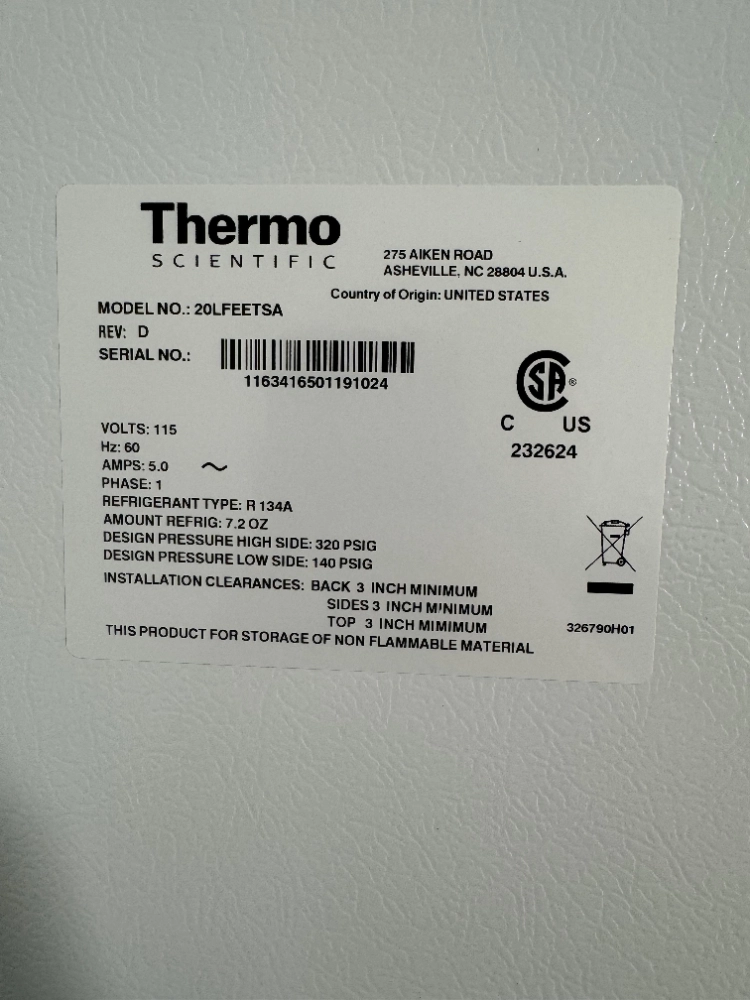 Thermo
SCIENTIFIC
275 AIKEN ROAD
ASHEVILLE, NC 28804 U.S.A.
Country of Origin: UNITED STATES
MODEL NO.: 20LFEETSA
REV: D
SERIAL NO.:
1163416501191024
SA ®
C US
232624
VOLTS: 115
Hz: 60
AMPS: 5.0 ~
PHASE: 1
REFRIGERANT TYPE: R 134A
AMOUNT REFRIG: 7.2 OZ
DESIGN PRESSURE HIGH SIDE: 320 PSIG
DESIGN PRESSURE LOW SIDE: 140 PSIG
INSTALLATION CLEARANCES: BACK 3 INCH MINIMUM
SIDES 3 INCH MINIMUM
TOP 3 INCH MIMIMUM
THIS PRODUCT FOR STORAGE OF NON FLAMMABLE MATERIAL
326790H01